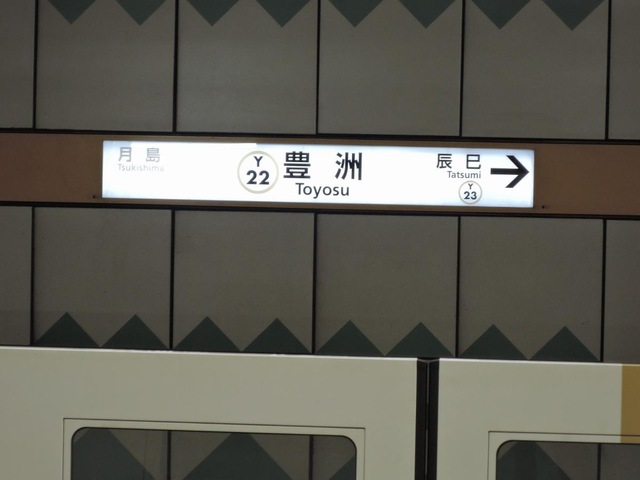 月島
Tsukishima
Y
22
豊洲
Toyosu
辰巳
Tatsumi
Y
23